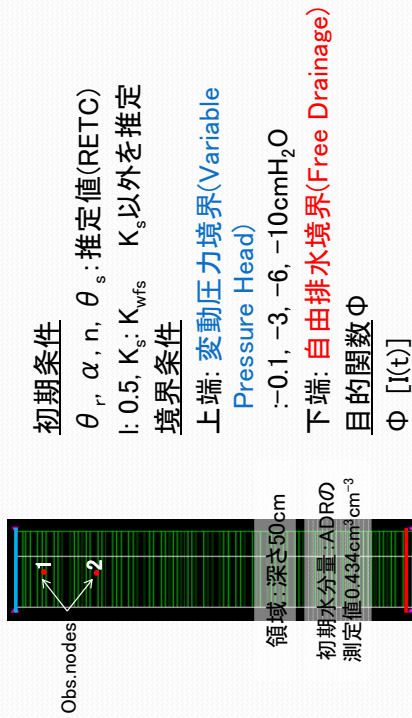 Obs.nodes
1
2
領域:深さ50cm
初期水分量:ADRの
測定値0.434cm³cm⁻³
初期条件
θr, α, n, θs:推定値(RETC)
l: 0.5, Ks: Kwfs Ks以外を推定
境界条件
上端: 変動圧力境界(Variable
Pressure Head)
:-0.1, -3, -6, -10cmH₂O
下端: 自由排水境界(Free Drainage)
目的関数Φ
Φ [I(t)]